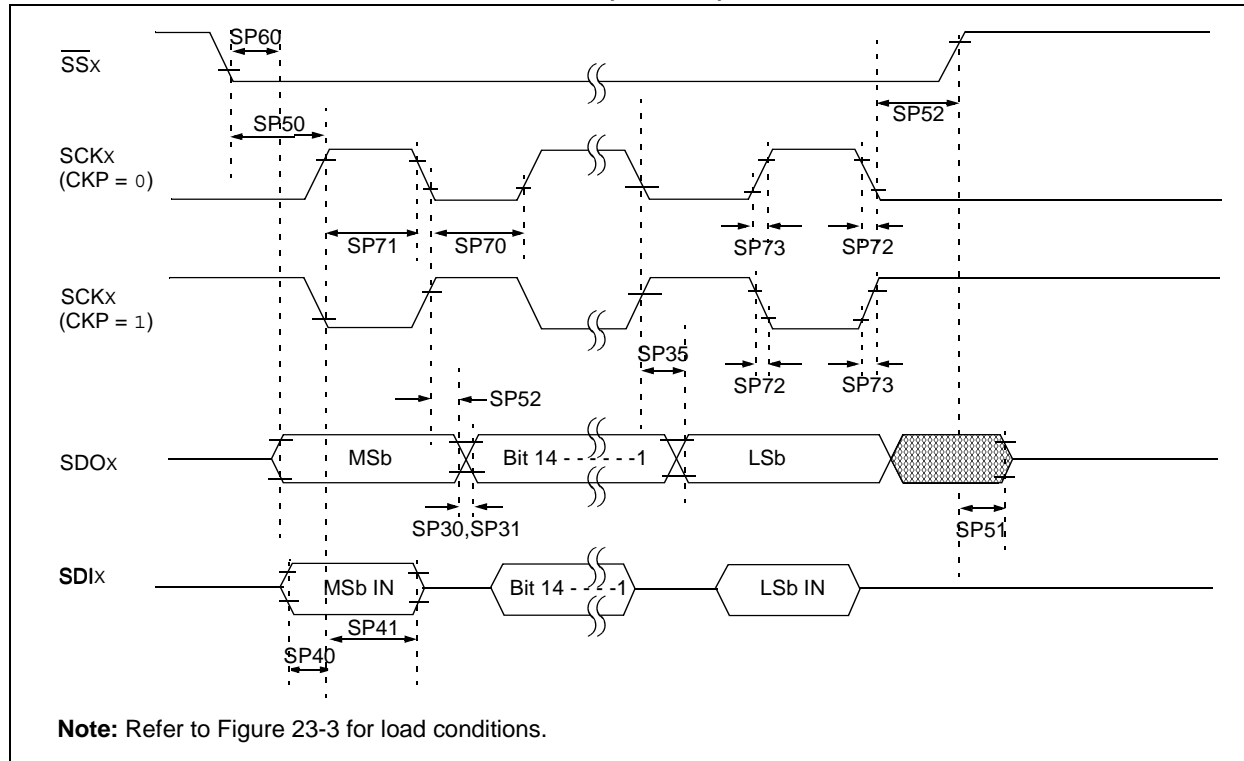 SP60
SSx
SP52
SP50
SCKx
(CKP = 0)
SP71
SP70
SP73
SP72
SCKx
(CKP = 1)
SP35
SP72
SP73
SP52
SDOx
MSb
Bit 14 - - - - - -1
LSb
SP30,SP31
SP51
SDIx
MSb IN
Bit 14 - - - -1
LSb IN
SP41
SP40
Note: Refer to Figure 23-3 for load conditions.